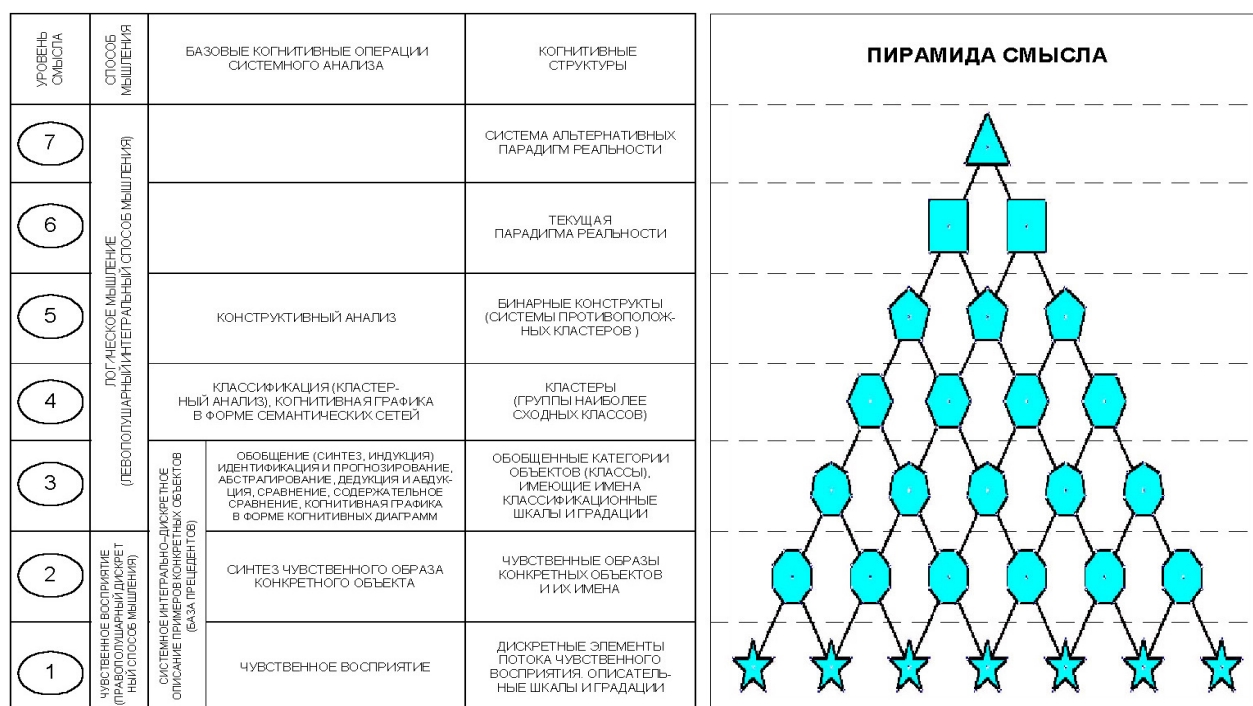 УРОВЕНЬ
СМЫСЛА
СПОСОБ
МЫШЛЕНИЯ
БАЗОВЫЕ КОГНИТИВНЫЕ ОПЕРАЦИИ
СИСТЕМНОГО АНАЛИЗА
КОГНИТИВНЫЕ
СТРУКТУРЫ
ПИРАМИДА СМЫСЛА
ЛОГИЧЕСКОЕ МЫШЛЕНИЕ
(ЛЕВОПОЛУШАРНЫЙ ИНТЕГРАЛЬНЫЙ СПОСОБ МЫШЛЕНИЯ)
7
СИСТЕМА АЛЬТЕРНАТИВНЫХ
ПАРАДИГМ РЕАЛЬНОСТИ
6
ТЕКУЩАЯ
ПАРАДИГМА РЕАЛЬНОСТИ
5
КОНСТРУКТИВНЫЙ АНАЛИЗ
БИНАРНЫЕ КОНСТРУКТЫ
(СИСТЕМЫ ПРОТИВОПОЛОЖ-
НЫХ КЛАСТЕРОВ )
4
КЛАССИФИКАЦИЯ (КЛАСТЕР-
НЫЙ АНАЛИЗ), КОГНИТИВНАЯ ГРАФИКА
В ФОРМЕ СЕМАНТИЧЕСКИХ СЕТЕЙ
КЛАСТЕРЫ
(ГРУППЫ НАИБОЛЕЕ
СХОДНЫХ КЛАССОВ)
СИСТЕМНОЕ ИНТЕГРАЛЬНО-ДИСКРЕТНОЕ
ОПИСАНИЕ ПРИМЕРОВ КОНКРЕТНЫХ ОБЪЕКТОВ
(БАЗА ПРЕЦЕДЕНТОВ)
3
ОБОБЩЕНИЕ (СИНТЕЗ, ИНДУКЦИЯ)
ИДЕНТИФИКАЦИЯ И ПРОГНОЗИРОВАНИЕ,
АБСТРАГИРОВАНИЕ, ДЕДУКЦИЯ И АБДУК-
ЦИЯ, СРАВНЕНИЕ, СОДЕРЖАТЕЛЬНОЕ
СРАВНЕНИЕ, КОГНИТИВНАЯ ГРАФИКА
В ФОРМЕ КОГНИТИВНЫХ ДИАГРАММ
ОБОБЩЕННЫЕ КАТЕГОРИИ
ОБЪЕКТОВ (КЛАССЫ),
ИМЕЮЩИЕ ИМЕНА
КЛАССИФИКАЦИОННЫЕ
ШКАЛЫ И ГРАДАЦИИ
ЧУВСТВЕННОЕ ВОСПРИЯТИЕ
(ПРАВОПОЛУШАРНЫЙ ДИСКРЕТ
НЫЙ СПОСОБ МЫШЛЕНИЯ)
2
СИНТЕЗ ЧУВСТВЕННОГО ОБРАЗА
КОНКРЕТНОГО ОБЪЕКТА
ЧУВСТВЕННЫЕ ОБРАЗЫ
КОНКРЕТНЫХ ОБЪЕКТОВ
И ИХ ИМЕНА
1
ЧУВСТВЕННОЕ ВОСПРИЯТИЕ
ДИСКРЕТНЫЕ ЭЛЕМЕНТЫ
ПОТОКА ЧУВСТВЕННОГО
ВОСПРИЯТИЯ. ОПИСАТЕЛЬ-
НЫЕ ШКАЛЫ И ГРАДАЦИИ